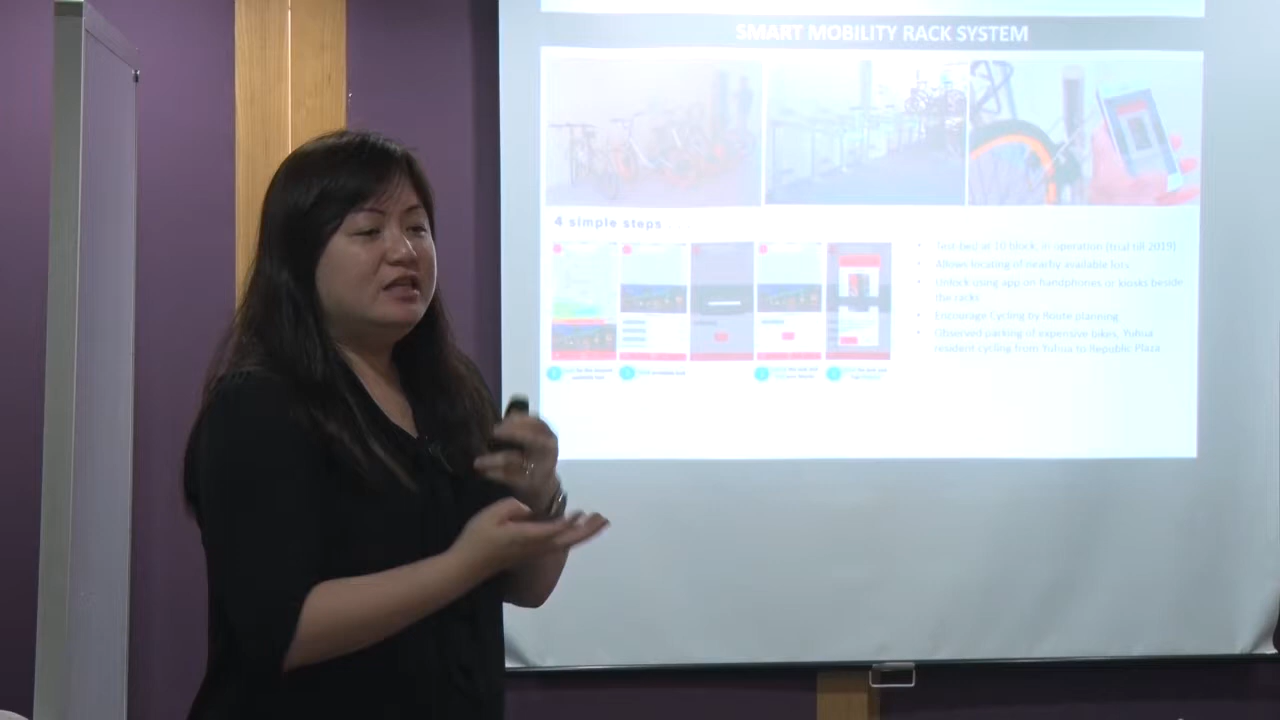 SMART MOBILITY RACK SYSTEM
4 simple steps
• Test-bed at 10 block, in operation (trial till 2019)
• Allows locating of nearby available lots
• Unlock using app on handphones or kiosks beside
the racks
• Encourage Cycling by Route planning
• Observed parking of expensive bikes, Yuhua
resident cycling from Yuhua to Republic Plaza